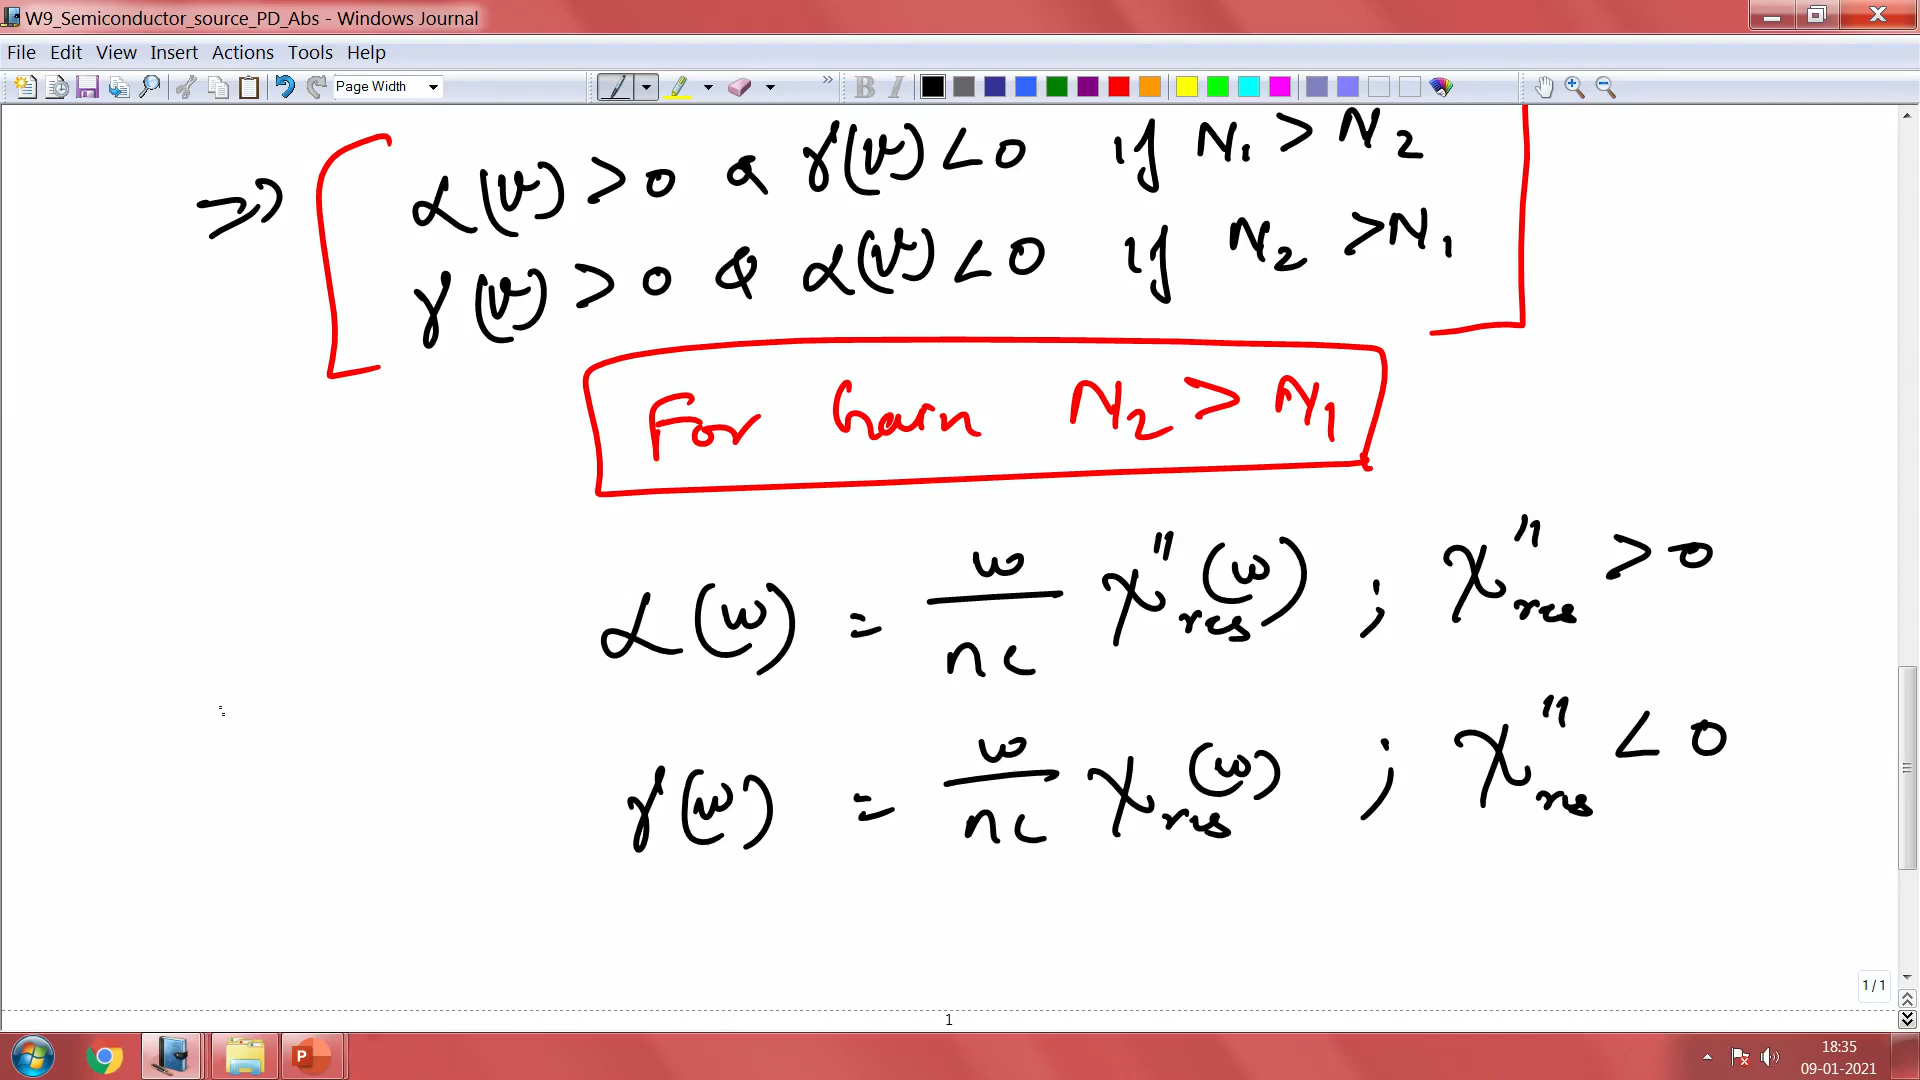 W9_Semiconductor_source_PD_Abs - Windows Journal
File Edit View Insert Actions Tools Help
Page Width
B I
⇒ α(ν) > 0 & γ(ν) < 0 if N₁ > N₂
γ(ν) > 0 & α(ν) < 0 if N₂ > N₁
For Gain N₂ > N₁
α(ω) = ω/nc χ"res(ω) ; χ"res > 0
γ(ω) = ω/nc χres(ω) ; χ"res < 0
1 / 1
1
18:35
09-01-2021